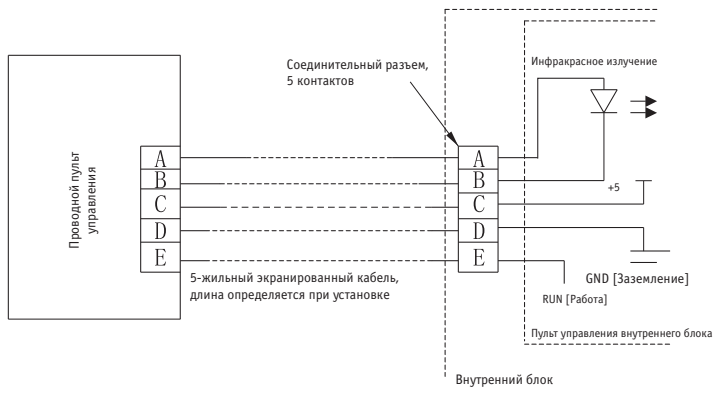 Инфракрасное излучение
Соединительный разъем,
5 контактов
Проводной пульт
управления
A
B
C
D
E
A
B
C
D
E
+5
GND [Заземление]
RUN [Работа]
5-жильный экранированный кабель,
длина определяется при установке
Пульт управления внутреннего блока
Внутренний блок